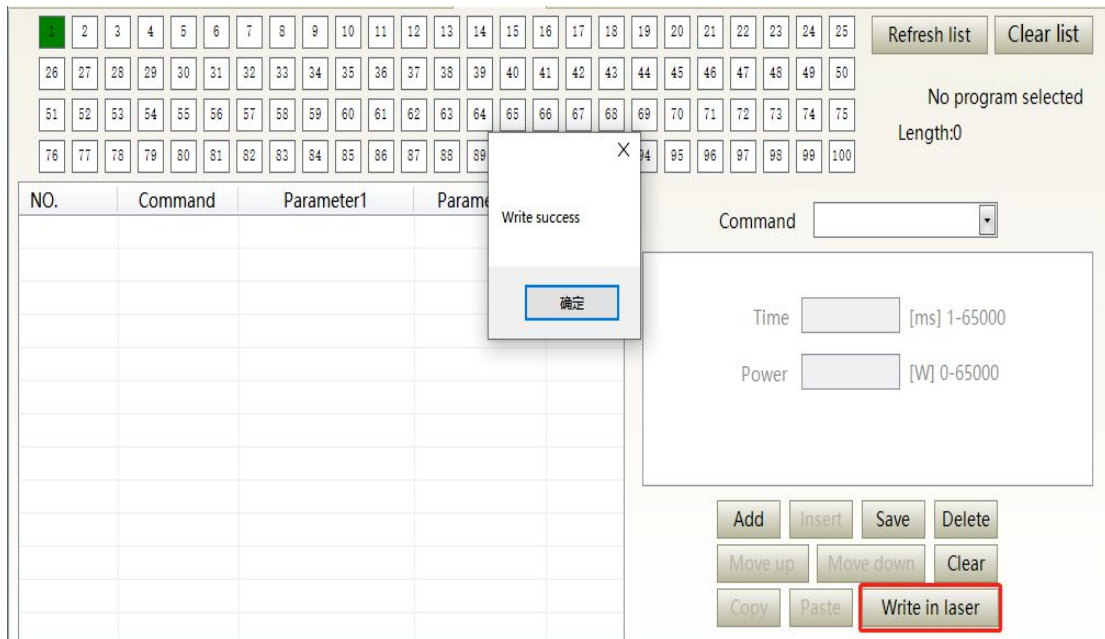 1 2 3 4 5 6 7 8 9 10 11 12 13 14 15 16 17 18 19 20 21 22 23 24 25
Refresh list Clear list
26 27 28 29 30 31 32 33 34 35 36 37 38 39 40 41 42 43 44 45 46 47 48 49 50
No program selected
51 52 53 54 55 56 57 58 59 60 61 62 63 64 65 66 67 68 69 70 71 72 73 74 75
Length:0
76 77 78 79 80 81 82 83 84 85 86 87 88 89 X 94 95 96 97 98 99 100
NO. Command Parameter1 Parame
Write success
确定
Command
Time [ms] 1-65000
Power [W] 0-65000
Add Insert Save Delete
Move up Move down Clear
Copy Paste Write in laser